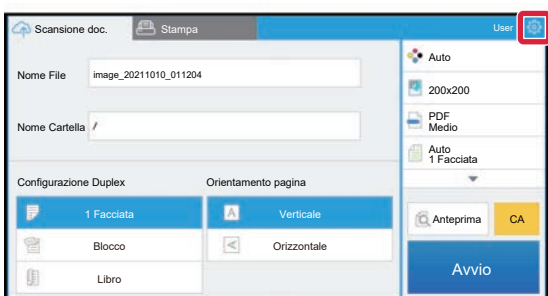 Scansione doc.
Stampa
User
Nome File
image_20211010_011204
Nome Cartella
/
Configurazione Duplex
1 Facciata
Blocco
Libro
Orientamento pagina
A
Verticale
Orizzontale
Auto
200x200
PDF
Medio
Auto
1 Facciata
Anteprima
CA
Avvio